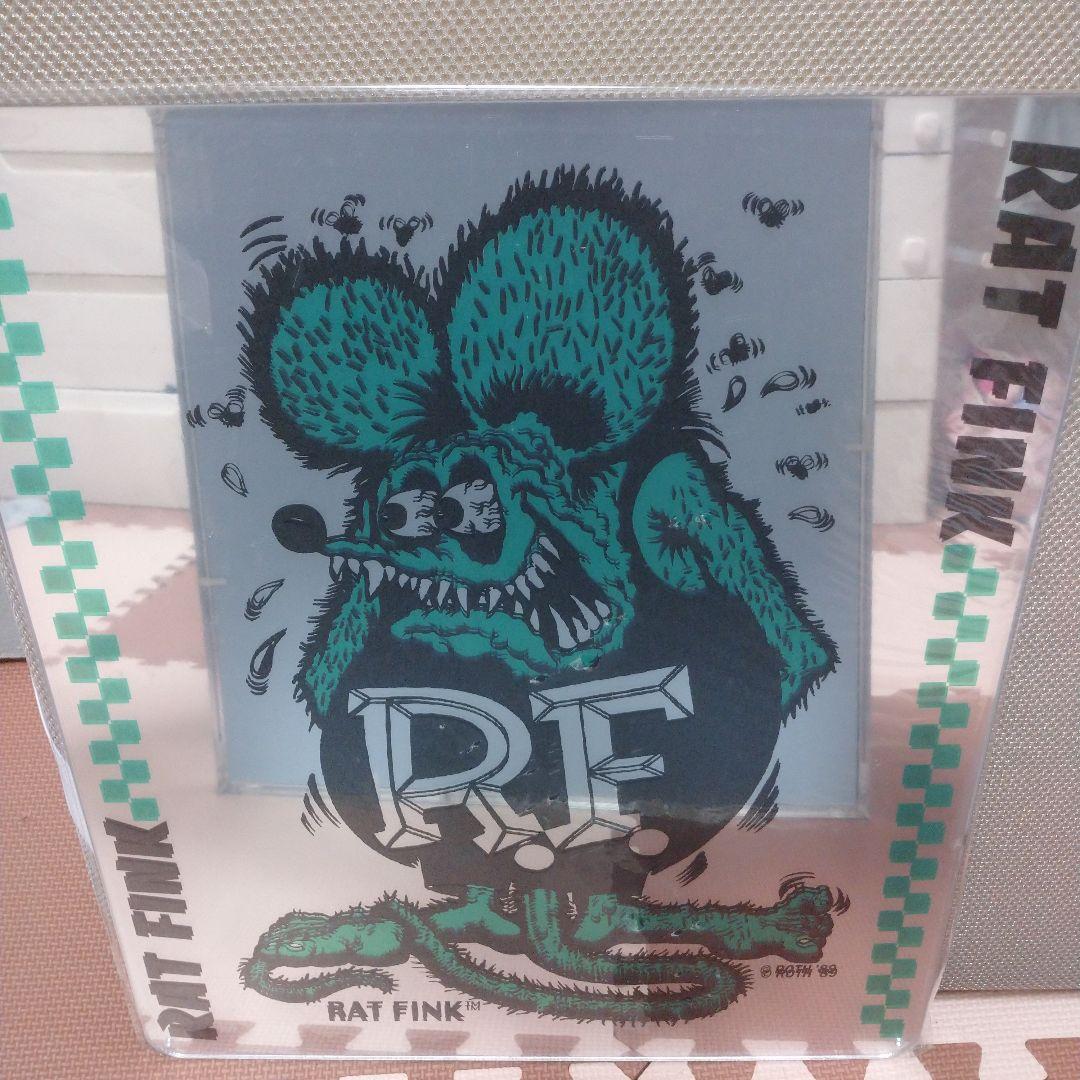 RAT FINK
R.F.
© ROTH '89
RAT FINK™
RAT FINK